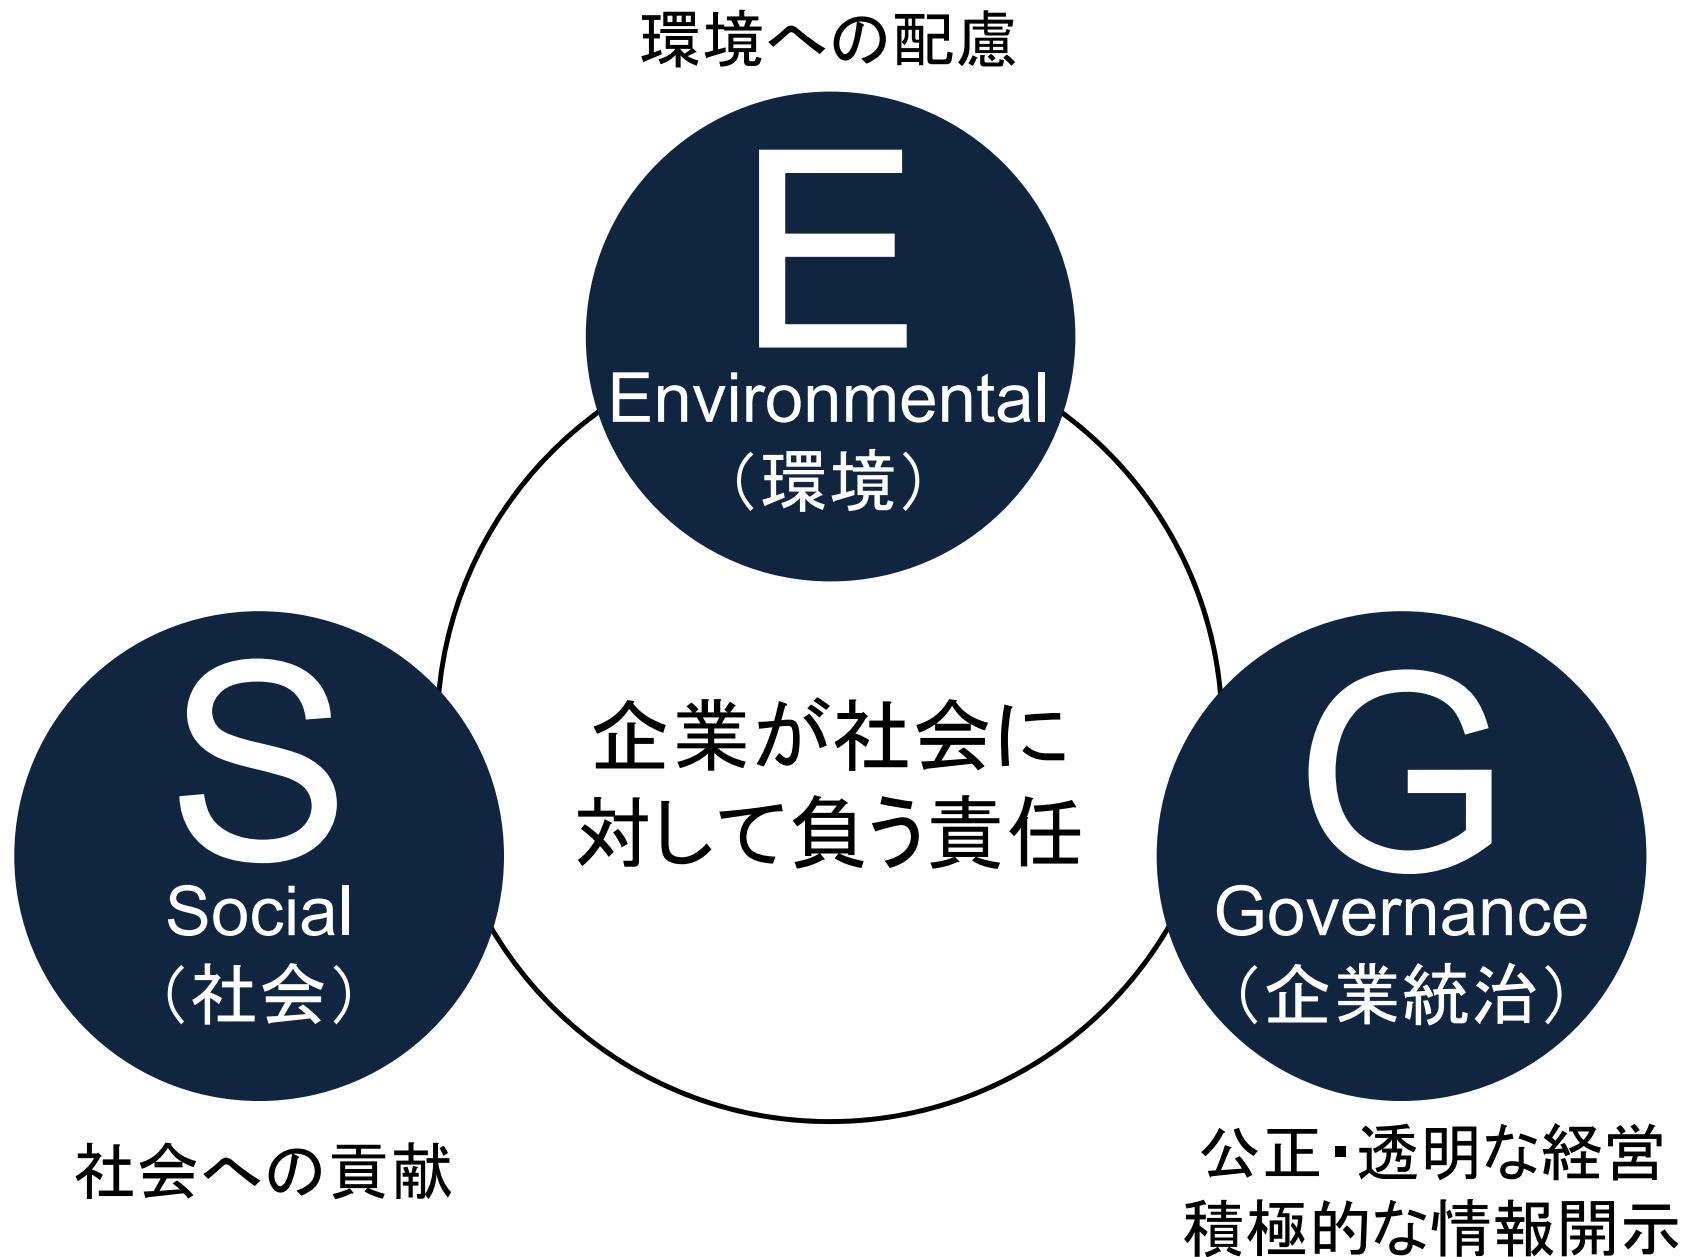 環境への配慮
E
Environmental
（環境）
企業が社会に
対して負う責任
S
Social
（社会）
社会への貢献
G
Governance
（企業統治）
公正・透明な経営
積極的な情報開示